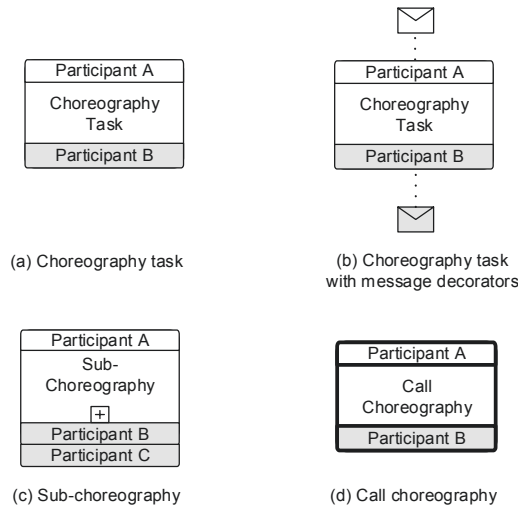 Participant A
Choreography
Task
Participant B
(a) Choreography task
Participant A
Choreography
Task
Participant B
(b) Choreography task
with message decorators
Participant A
Sub-
Choreography
+
Participant B
Participant C
(c) Sub-choreography
Participant A
Call
Choreography
Participant B
(d) Call choreography